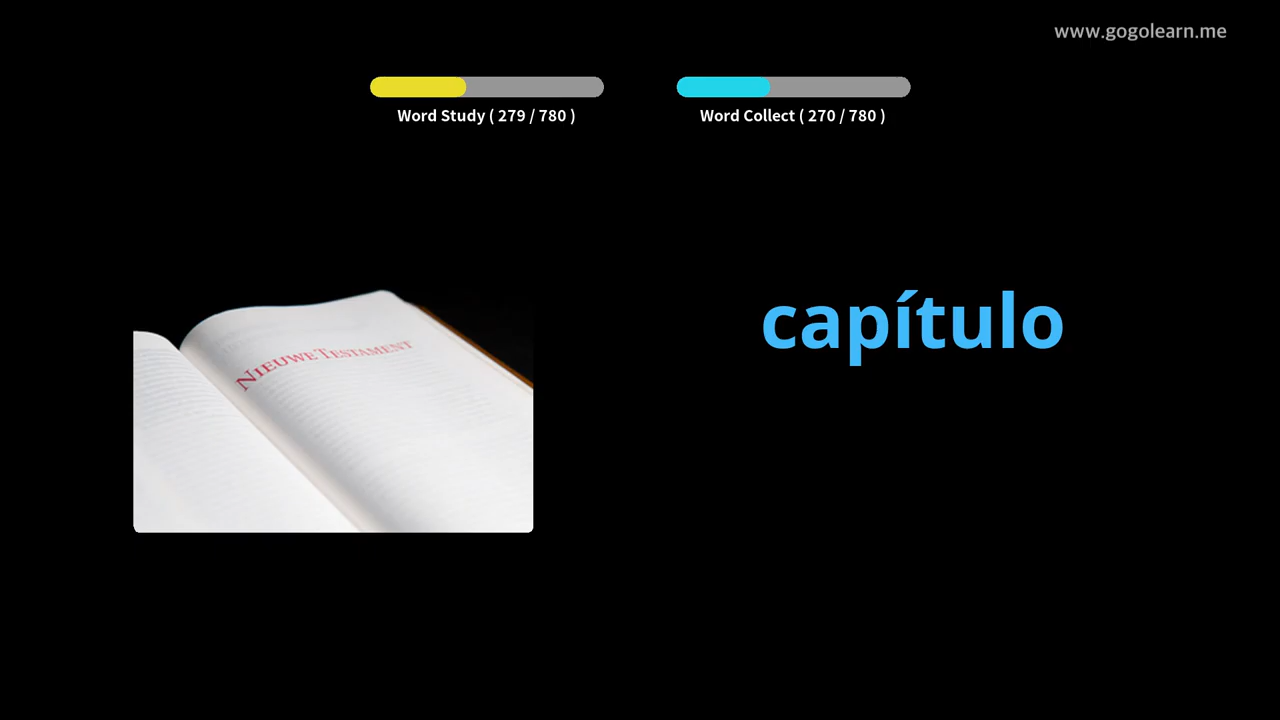 www.gogolearn.me
Word Study ( 279 / 780 )
Word Collect ( 270 / 780 )
NIEUWE TESTAMENT
capítulo